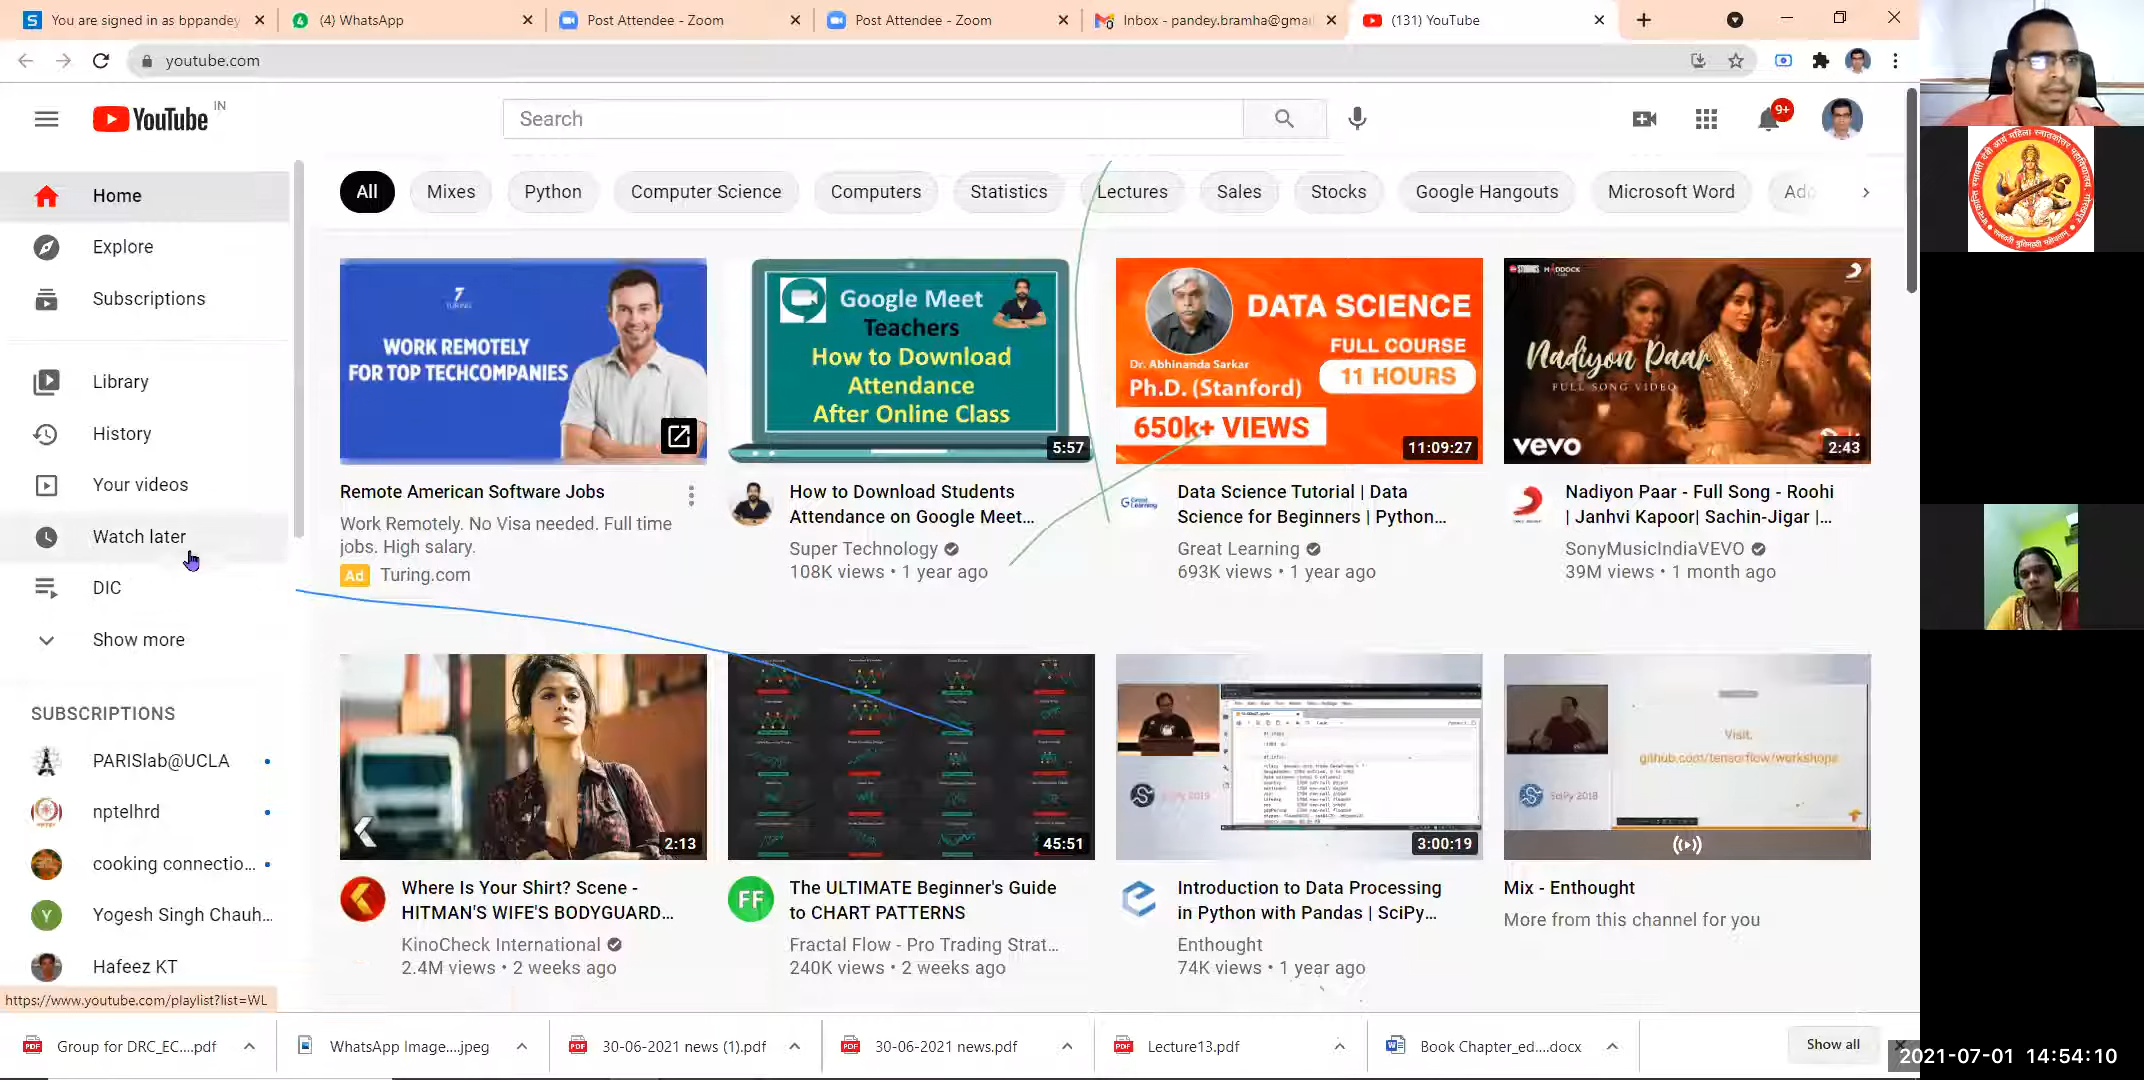 You are signed in as bppandey
(4) WhatsApp
Post Attendee - Zoom
Post Attendee - Zoom
Inbox - pandey.bramha@gmai
(131) YouTube
youtube.com
YouTube IN
Search
9+
Home
Explore
Subscriptions
Library
History
Your videos
Watch later
DIC
Show more
SUBSCRIPTIONS
PARISlab@UCLA
nptelhrd
cooking connectio...
Y
Yogesh Singh Chauh...
Hafeez KT
https://www.youtube.com/playlist?list=WL
All
Mixes
Python
Computer Science
Computers
Statistics
Lectures
Sales
Stocks
Google Hangouts
Microsoft Word
TURING
WORK REMOTELY
FOR TOP TECHCOMPANIES
Remote American Software Jobs
Work Remotely. No Visa needed. Full time
jobs. High salary.
Ad Turing.com
Google Meet
Teachers
How to Download
Attendance
After Online Class
5:57
How to Download Students
Attendance on Google Meet...
Super Technology
108K views • 1 year ago
DATA SCIENCE
FULL COURSE
11 HOURS
Dr. Abhinanda Sarkar
Ph.D. (Stanford)
650k+ VIEWS
11:09:27
Great Learning
Data Science Tutorial | Data
Science for Beginners | Python...
Great Learning
693K views • 1 year ago
MADDOCK
Nadiyon Paar
FULL SONG VIDEO
vevo
2:43
Nadiyon Paar - Full Song - Roohi
| Janhvi Kapoor| Sachin-Jigar |...
SonyMusicIndiaVEVO
39M views • 1 month ago
2:13
Where Is Your Shirt? Scene -
HITMAN'S WIFE'S BODYGUARD...
KinoCheck International
2.4M views • 2 weeks ago
45:51
FF
The ULTIMATE Beginner's Guide
to CHART PATTERNS
Fractal Flow - Pro Trading Strat...
240K views • 2 weeks ago
SciPy 2019
3:00:19
Introduction to Data Processing
in Python with Pandas | SciPy...
Enthought
74K views • 1 year ago
Visit.
github.com/tensorflow/workshops
SciPy 2018
Mix - Enthought
More from this channel for you
Group for DRC_EC....pdf
WhatsApp Image....jpeg
30-06-2021 news (1).pdf
30-06-2021 news.pdf
Lecture13.pdf
Book Chapter_ed....docx
Show all
2021-07-01 14:54:10